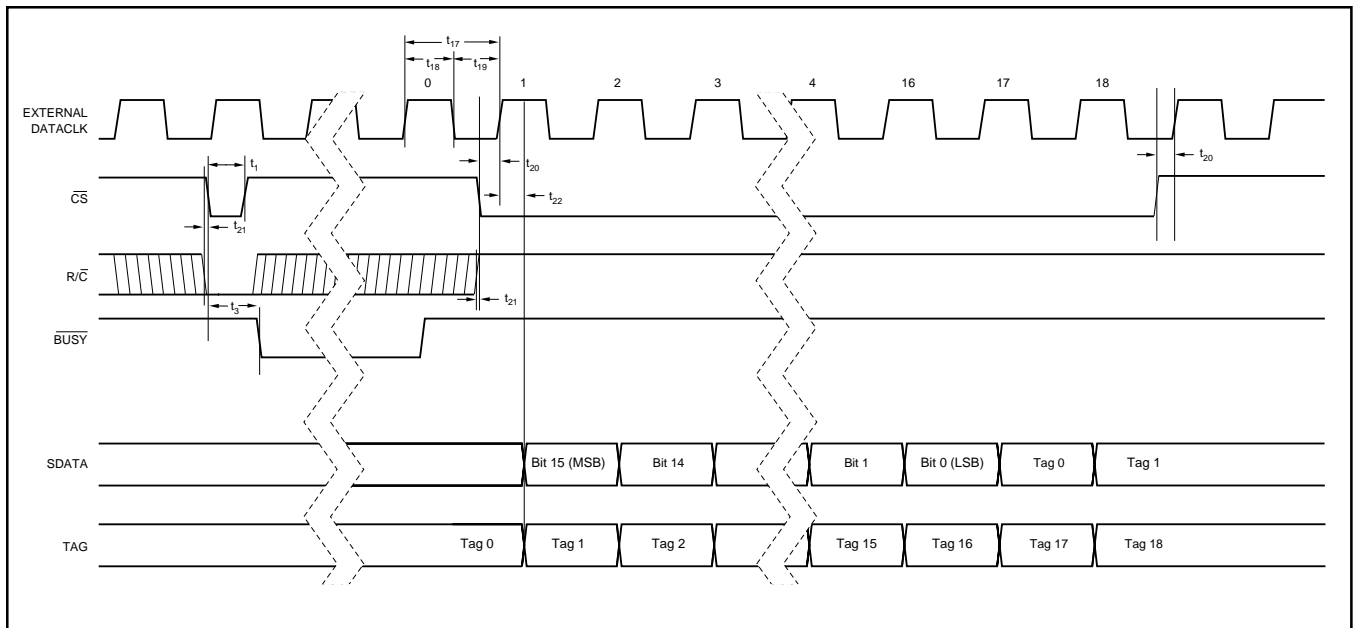 t17
t18
t19
0 1 2 3 4 16 17 18
EXTERNAL
DATACLK
t1
t20
t20
CS
t22
t21
R/C
t3
t21
BUSY
SDATA
Bit 15 (MSB) Bit 14 Bit 1 Bit 0 (LSB) Tag 0 Tag 1
TAG
Tag 0 Tag 1 Tag 2 Tag 15 Tag 16 Tag 17 Tag 18